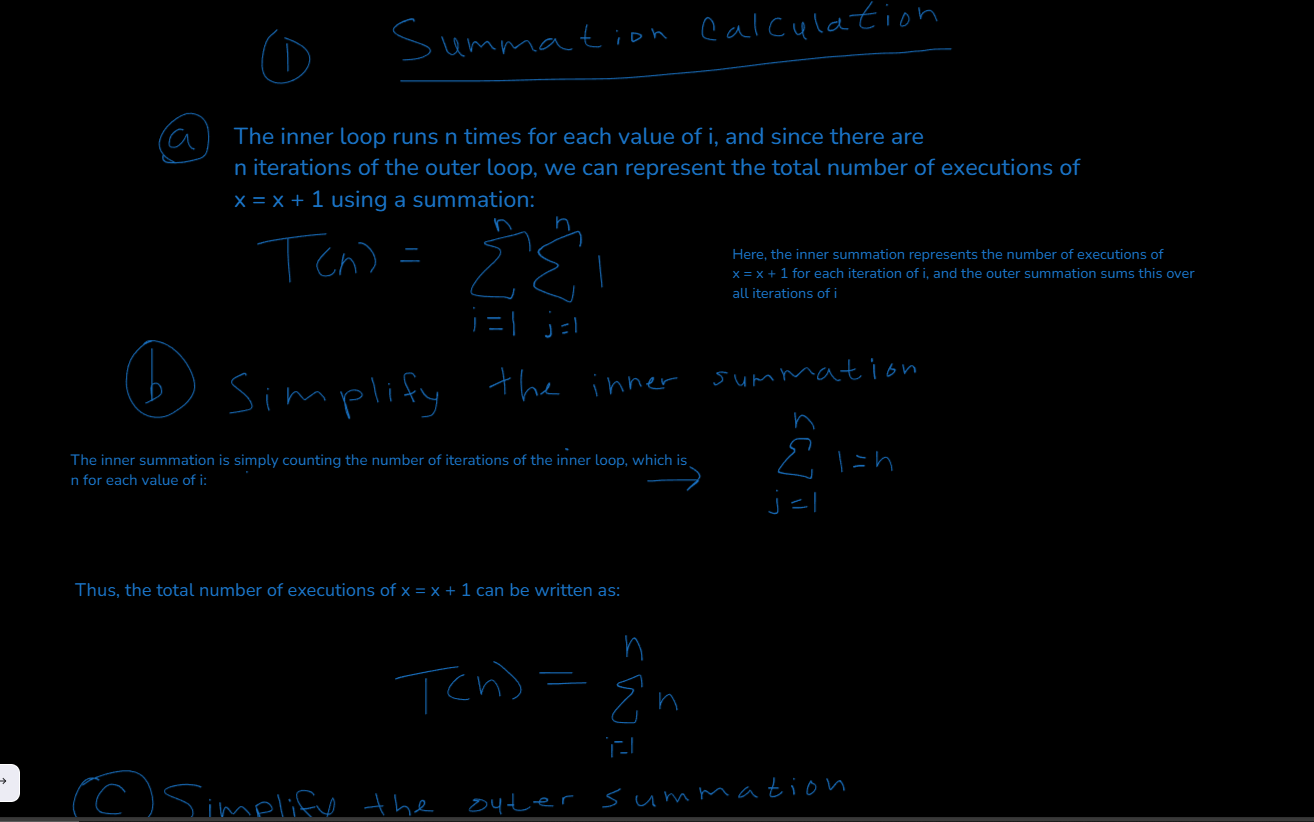 ① Summation Calculation
ⓐ The inner loop runs n times for each value of i, and since there are
n iterations of the outer loop, we can represent the total number of executions of
x = x + 1 using a summation:
n n
T(n) = Σ Σ 1
i=1 j=1
Here, the inner summation represents the number of executions of
x = x + 1 for each iteration of i, and the outer summation sums this over
all iterations of i
ⓑ Simplify the inner summation
The inner summation is simply counting the number of iterations of the inner loop, which is
n for each value of i:
→
n
Σ 1=n
j=1
Thus, the total number of executions of x = x + 1 can be written as:
n
T(n) = Σ n
i=1
→
ⓒ Simplify the outer summation